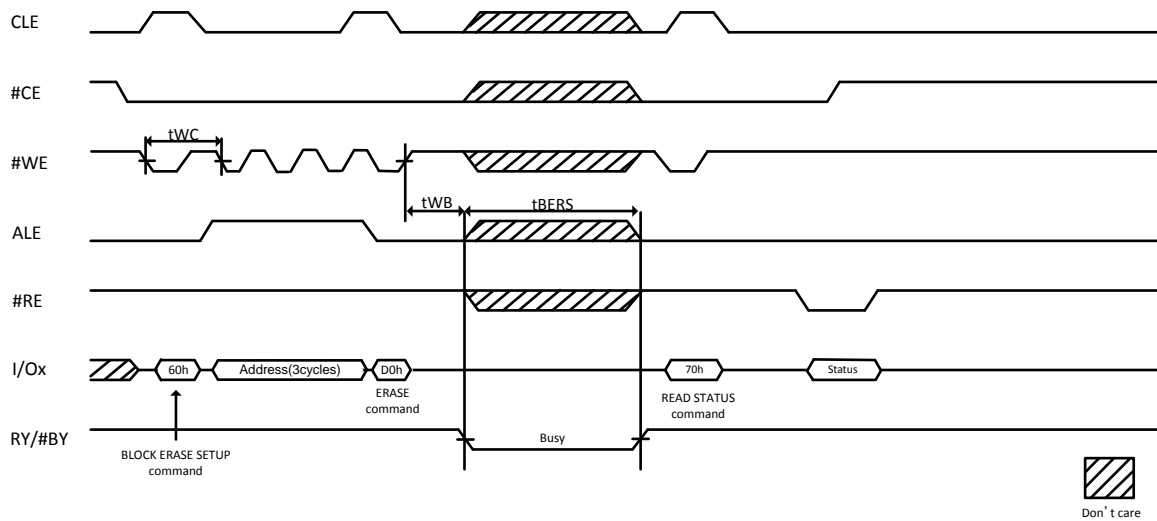 CLE
#CE
tWC
#WE
tWB
tBERS
ALE
#RE
I/Ox
60h
Address(3cycles)
D0h
70h
Status
ERASE
command
READ STATUS
command
RY/#BY
Busy
BLOCK ERASE SETUP
command
Don’t care